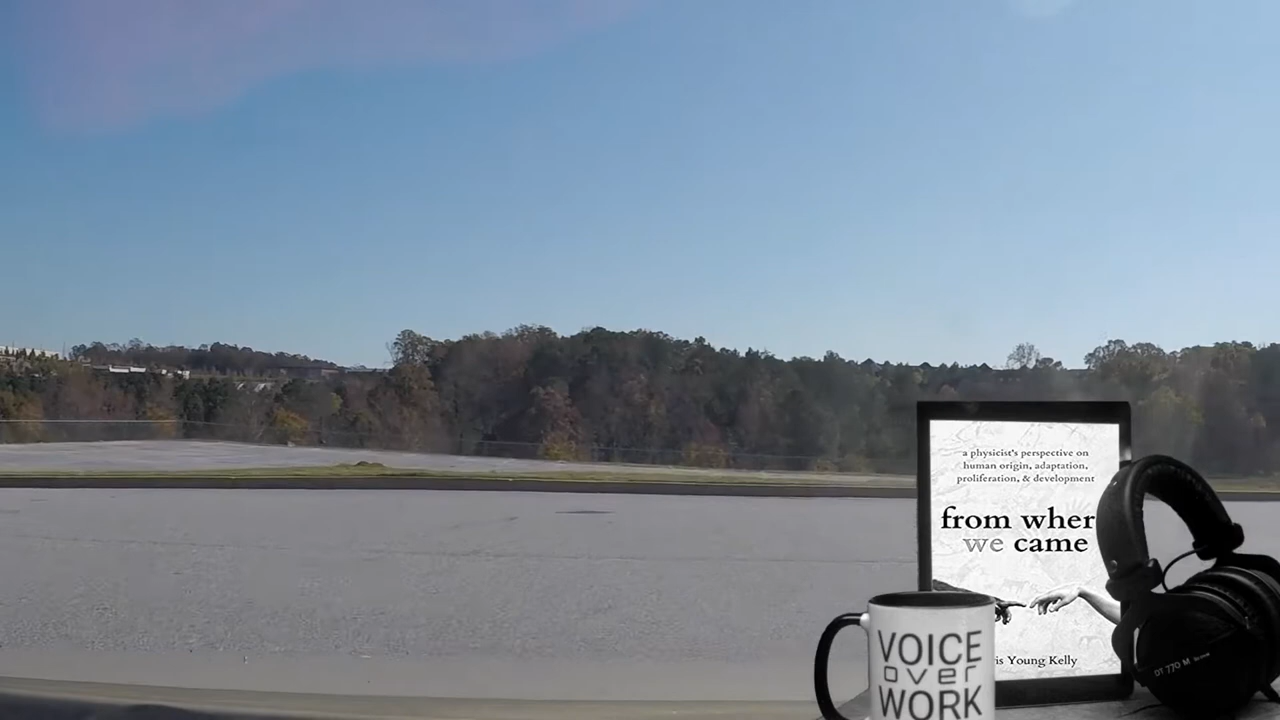 a physicist's perspective on
human origin, adaptation,
proliferation, & development
from wher
we came
is Young Kelly
VOICE
over
WORK
DT 770 M